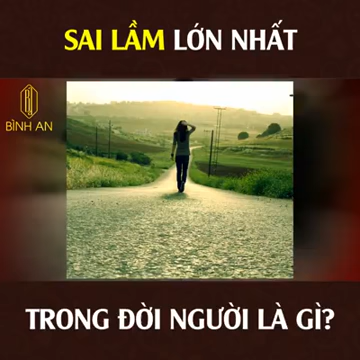 SAI LẦM LỚN NHẤT
BÌNH AN
TRONG ĐỜI NGƯỜI LÀ GÌ?